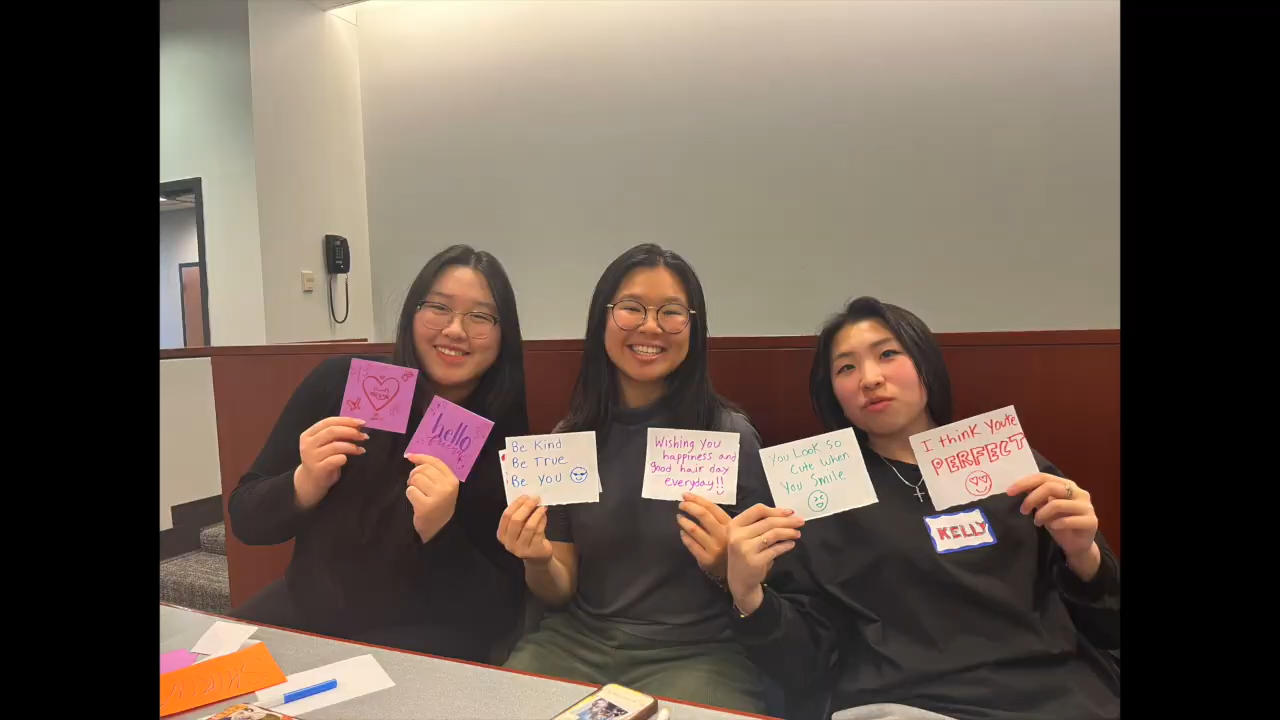 hello
Be Kind
Be True
Be You
Wishing you
happiness and
good hair day
everyday!!
You Look So
cute when
You Smile
I think You're
PERFECT
KELLY